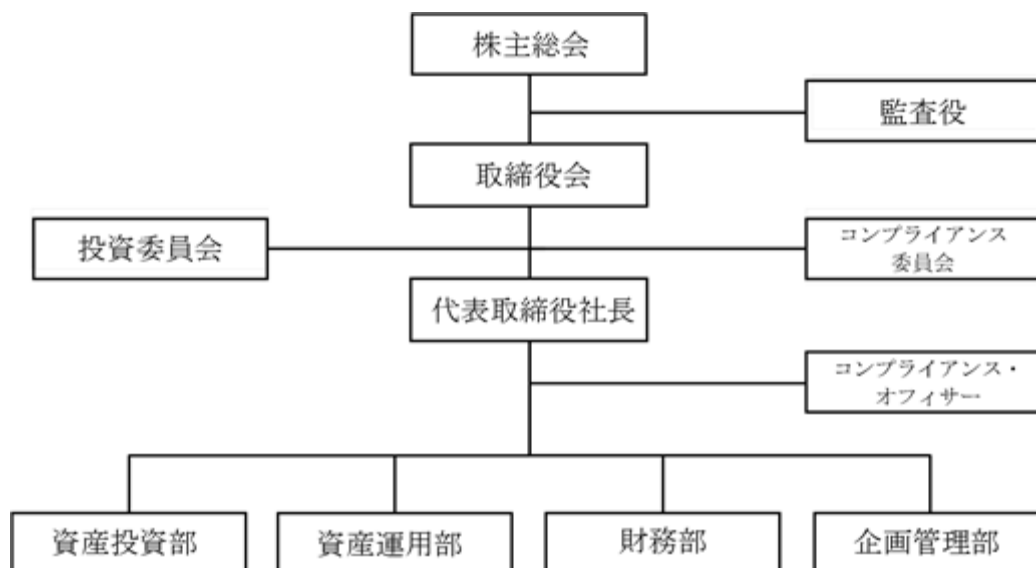 株主総会
監査役
取締役会
投資委員会
コンプライアンス
委員会
代表取締役社長
コンプライアンス・
オフィサー
資産投資部
資産運用部
財務部
企画管理部